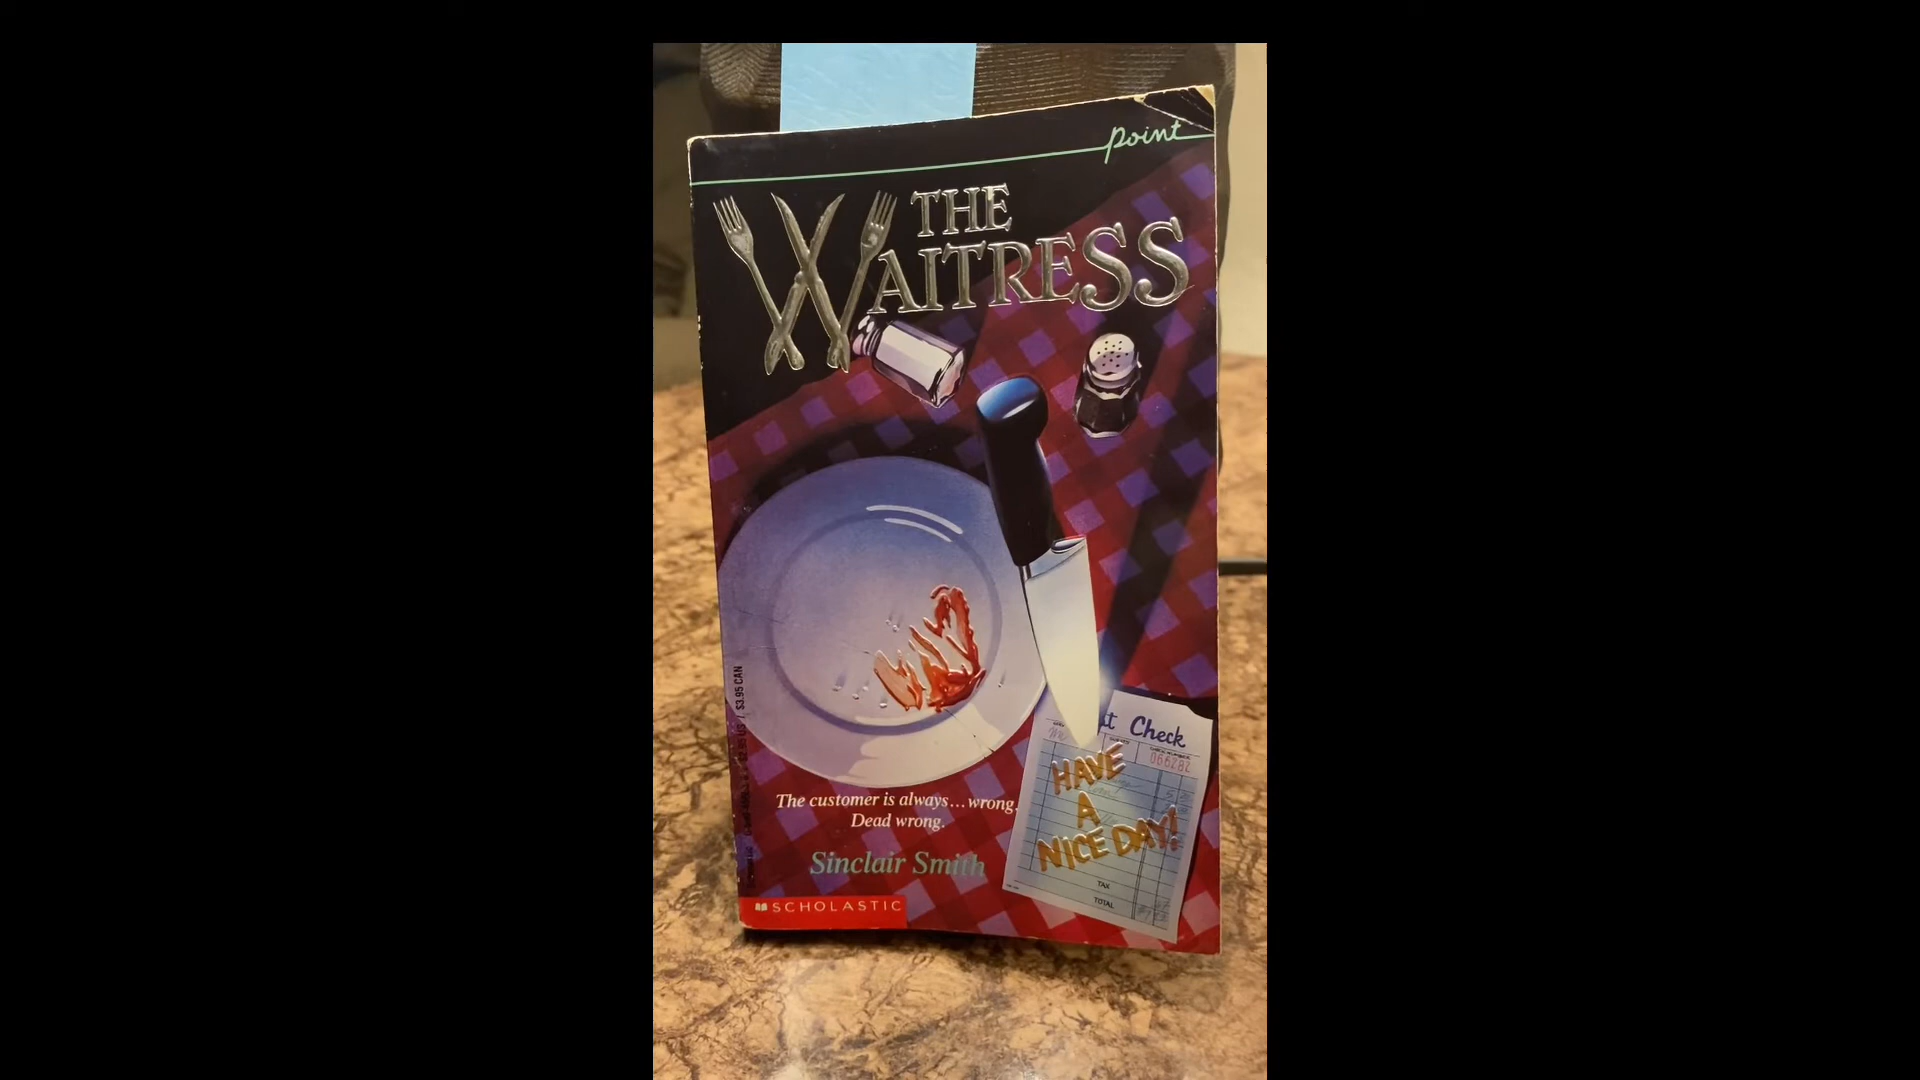 point
THE
WAITRESS
Check
066282
HAVE
A
NICE DAY!
TAX
TOTAL
The customer is always...wrong.
Dead wrong.
Sinclair Smith
SCHOLASTIC
$3.95 CAN